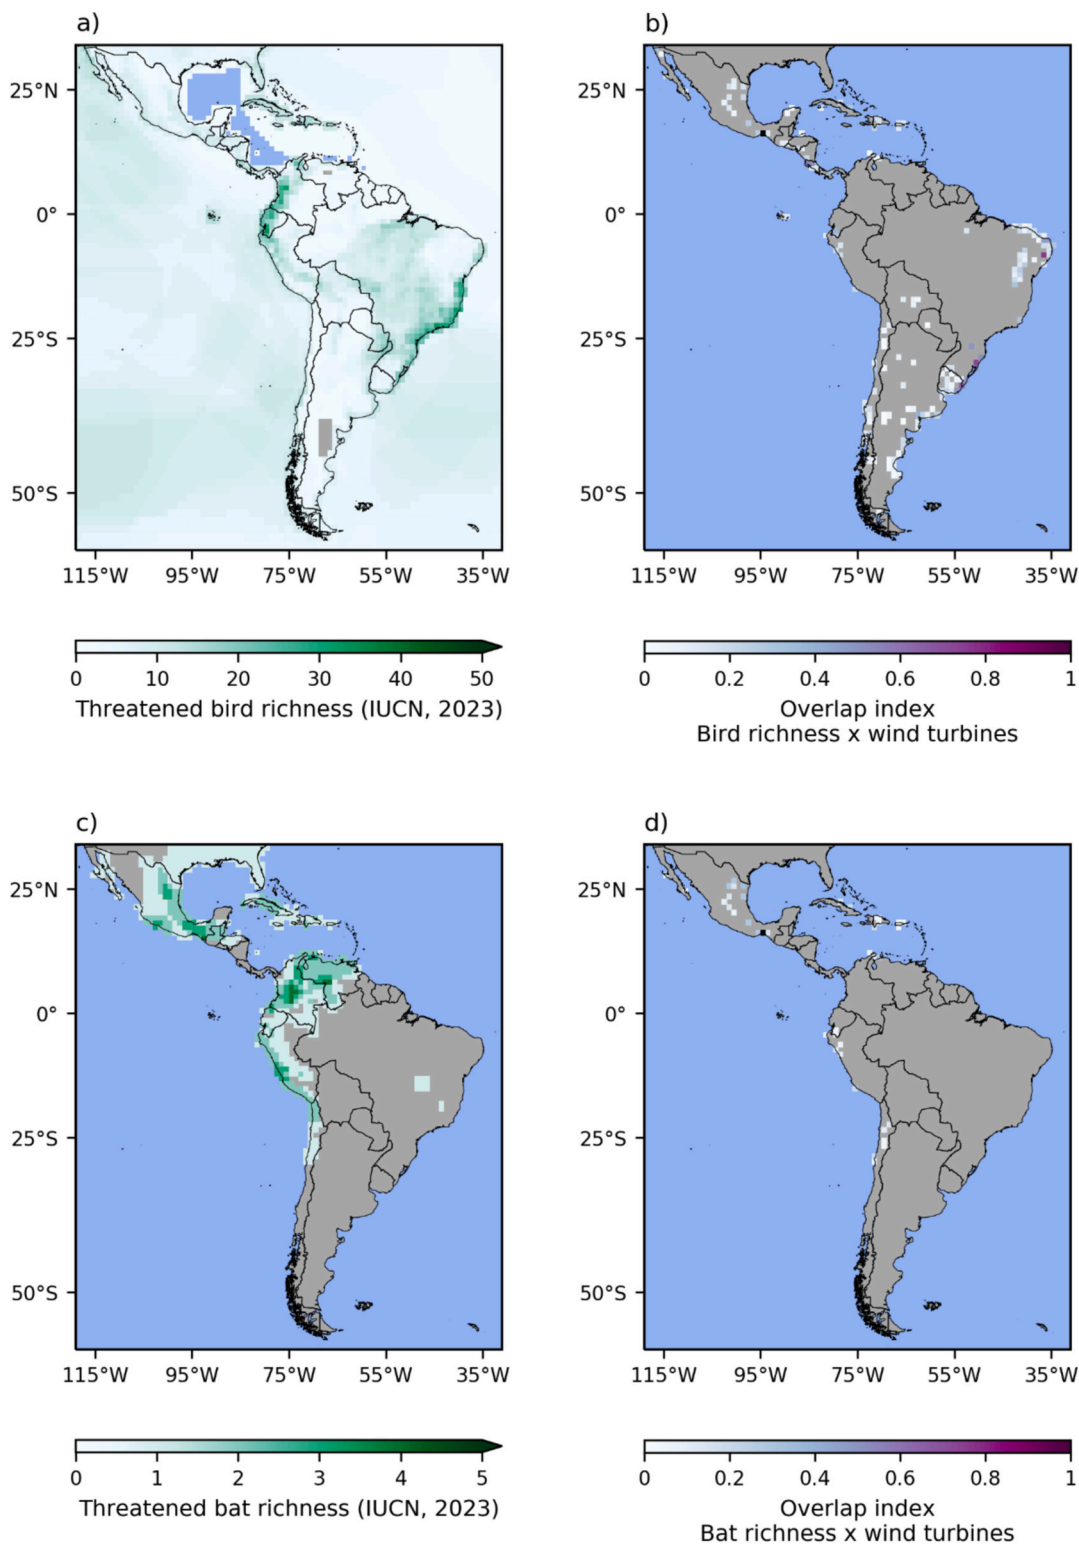 a)
b)
25°N
0°
25°S
50°S
115°W 95°W 75°W 55°W 35°W
25°N
0°
25°S
50°S
115°W 95°W 75°W 55°W 35°W
0 10 20 30 40 50
Threatened bird richness (IUCN, 2023)
0 0.2 0.4 0.6 0.8 1
Overlap index
Bird richness x wind turbines
c)
d)
25°N
0°
25°S
50°S
115°W 95°W 75°W 55°W 35°W
25°N
0°
25°S
50°S
115°W 95°W 75°W 55°W 35°W
0 1 2 3 4 5
Threatened bat richness (IUCN, 2023)
0 0.2 0.4 0.6 0.8 1
Overlap index
Bat richness x wind turbines